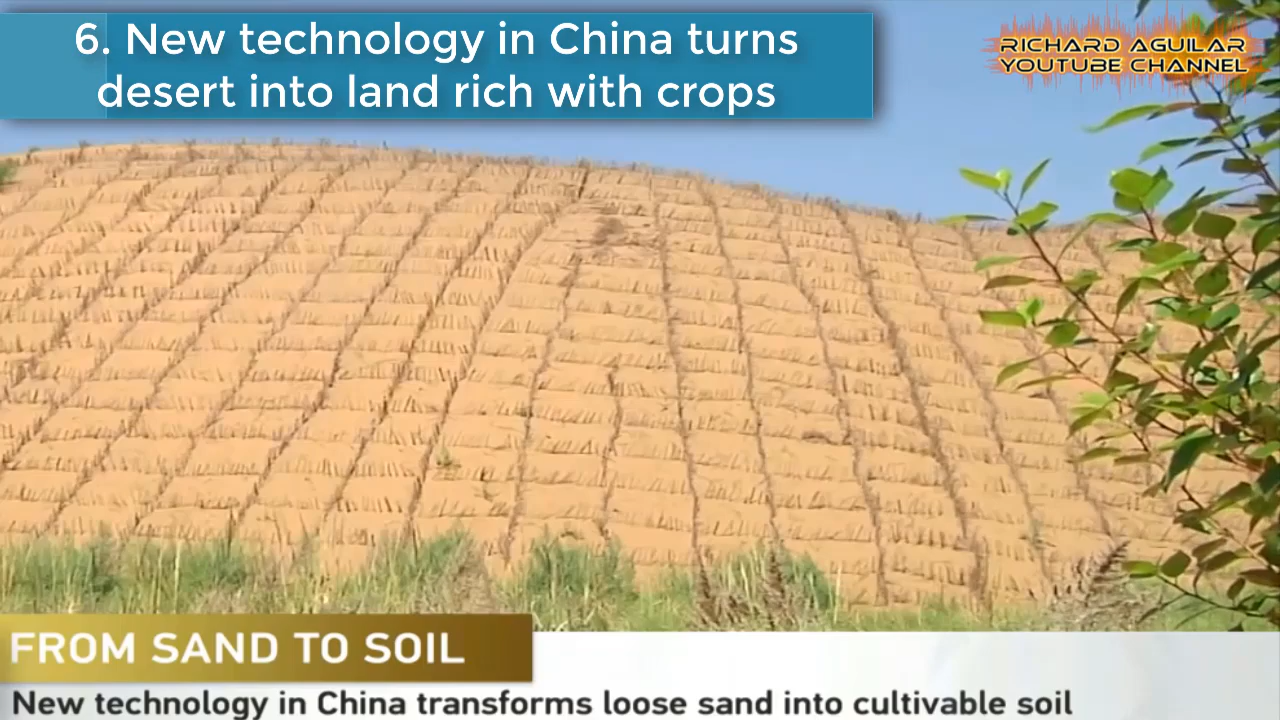 6. New technology in China turns
desert into land rich with crops
RICHARD AGUILAR
YOUTUBE CHANNEL
FROM SAND TO SOIL
New technology in China transforms loose sand into cultivable soil